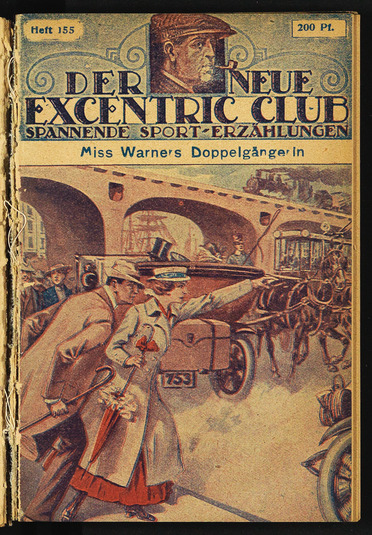 Heft 155
200 Pf.
DER NEUE
EXCENTRIC CLUB
SPANNENDE SPORT-ERZÄHLUNGEN
Miss Warners Doppelgängerin
753